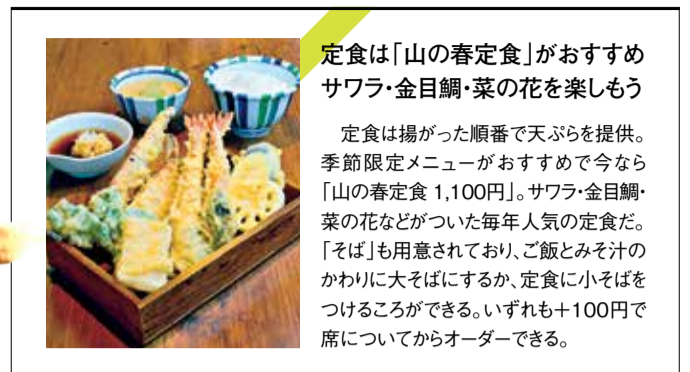 定食は「山の春定食」がおすすめ
サワラ・金目鯛・菜の花を楽しもう
定食は揚がった順番で天ぷらを提供。
季節限定メニューがおすすめで今なら
「山の春定食 1,100円」。サワラ・金目鯛・
菜の花などがついた毎年人気の定食だ。
「そば」も用意されており、ご飯とみそ汁の
かわりに大そばにするか、定食に小そばを
つけるころができる。いずれも＋100円で
席についてからオーダーできる。